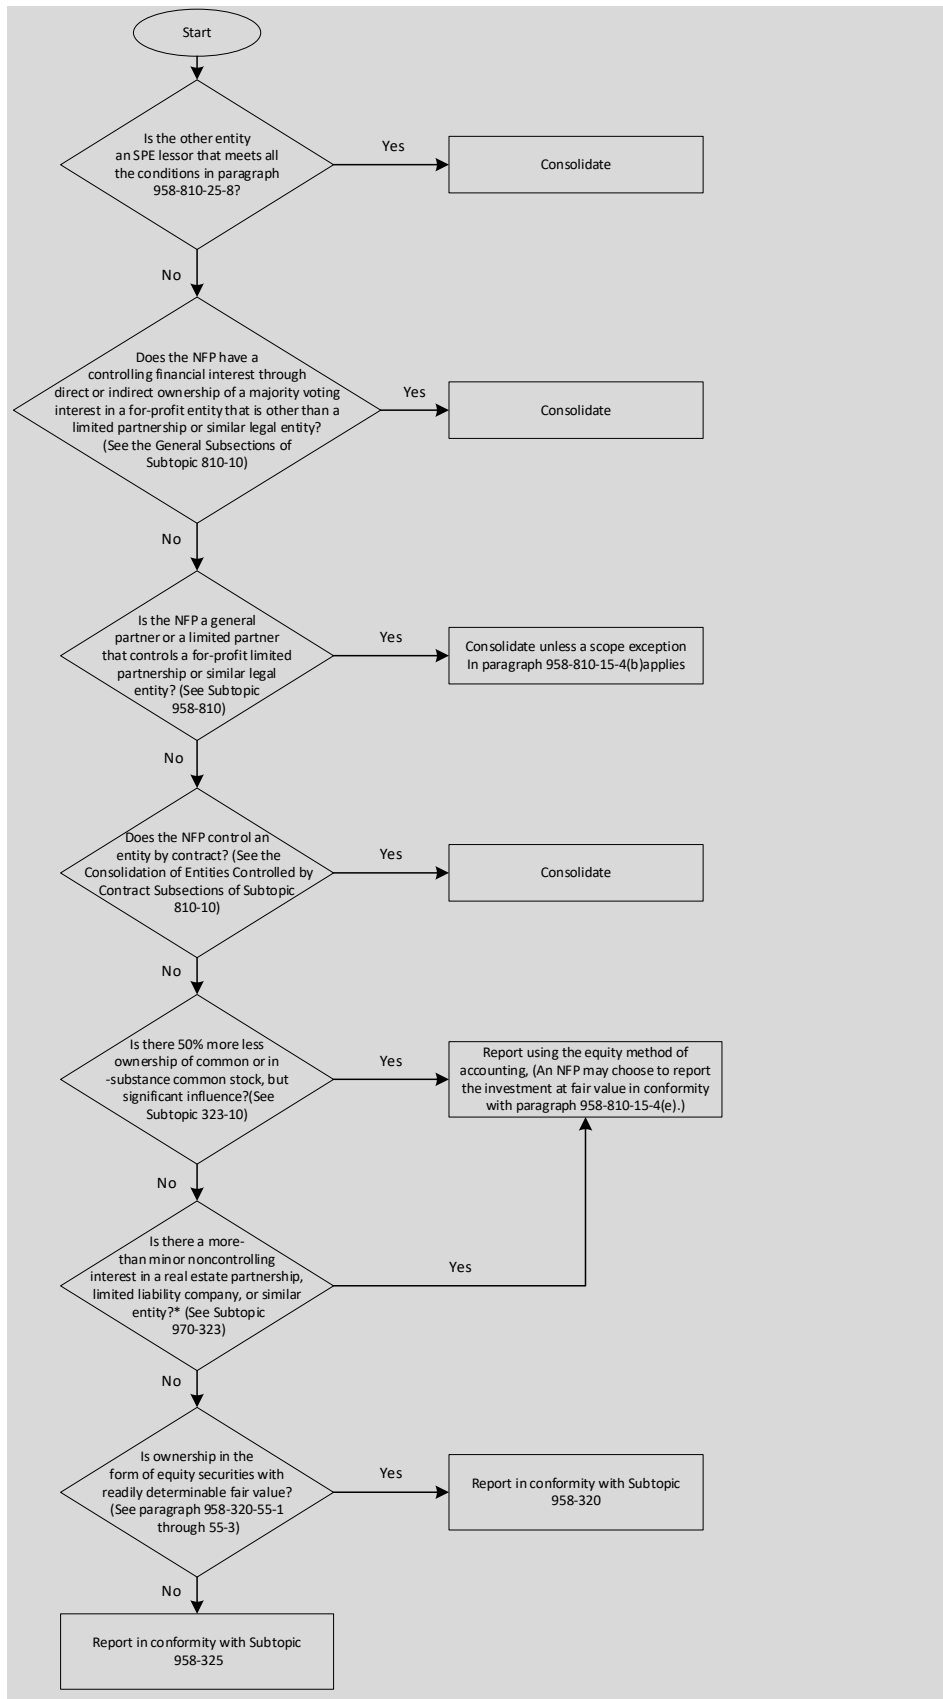 Start
Is the other entity
an SPE lessor that meets all
the conditions in paragraph
958-810-25-8?
Yes
Consolidate
No
Does the NFP have a
controlling financial interest through
direct or indirect ownership of a majority voting
interest in a for-profit entity that is other than a
limited partnership or similar legal entity?
(See the General Subsections of
Subtopic 810-10)
Yes
Consolidate
No
Is the NFP a general
partner or a limited partner
that controls a for-profit limited
partnership or similar legal
entity? (See Subtopic
958-810)
Yes
Consolidate unless a scope exception
In paragraph 958-810-15-4(b)applies
No
Does the NFP control an
entity by contract? (See the
Consolidation of Entities Controlled by
Contract Subsections of Subtopic
810-10)
Yes
Consolidate
No
Is there 50% more less
ownership of common or in
-substance common stock, but
significant influence?(See
Subtopic 323-10)
Yes
Report using the equity method of
accounting, (An NFP may choose to report
the investment at fair value in conformity
with paragraph 958-810-15-4(e).)
No
Is there a more-
than minor noncontrolling
interest in a real estate partnership,
limited liability company, or similar
entity?* (See Subtopic
970-323)
Yes
No
Is ownership in the
form of equity securities with
readily determinable fair value?
(See paragraph 958-320-55-1
through 55-3)
Yes
Report in conformity with Subtopic
958-320
No
Report in conformity with Subtopic
958-325